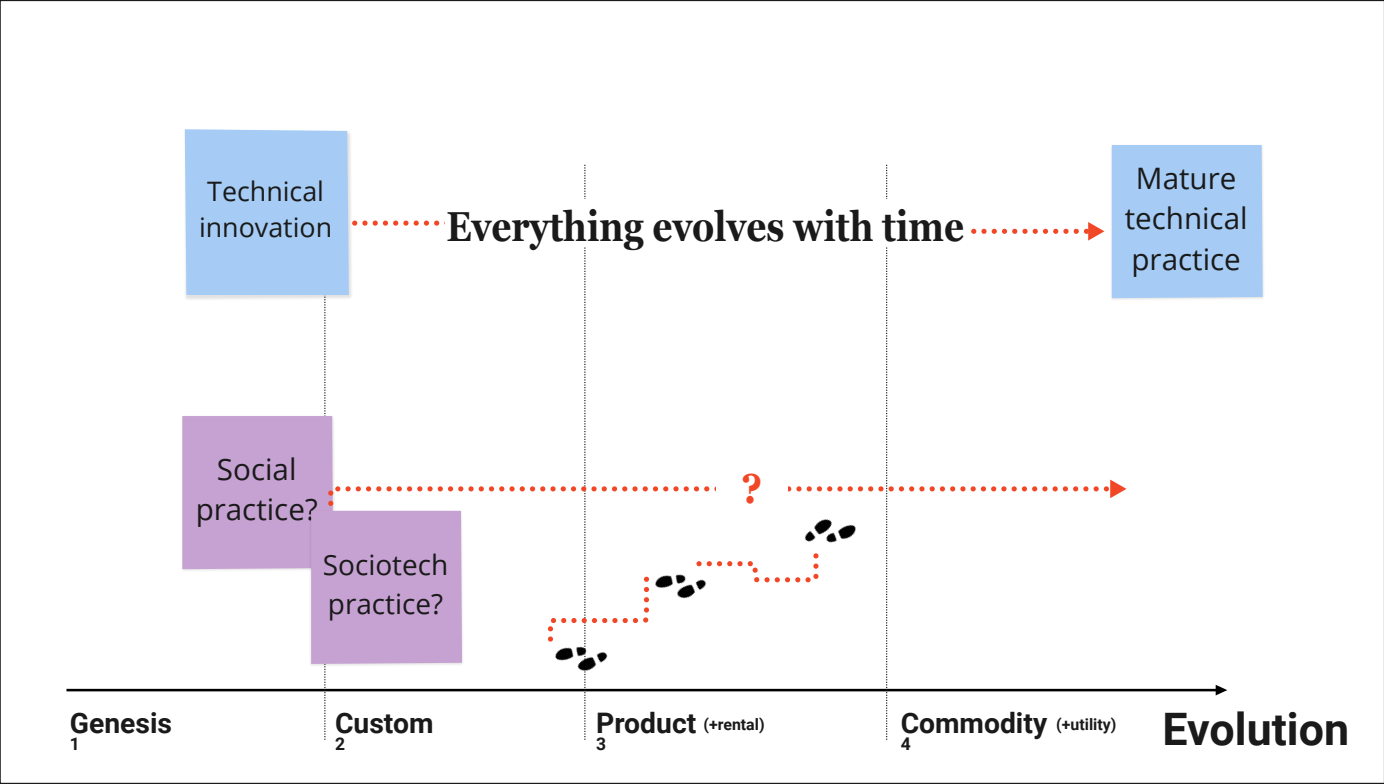 Technical
innovation
Everything evolves with time
Mature
technical
practice
Social
practice?
?
Sociotech
practice?
Genesis
1
Custom
2
Product (+rental)
3
Commodity (+utility)
4
Evolution